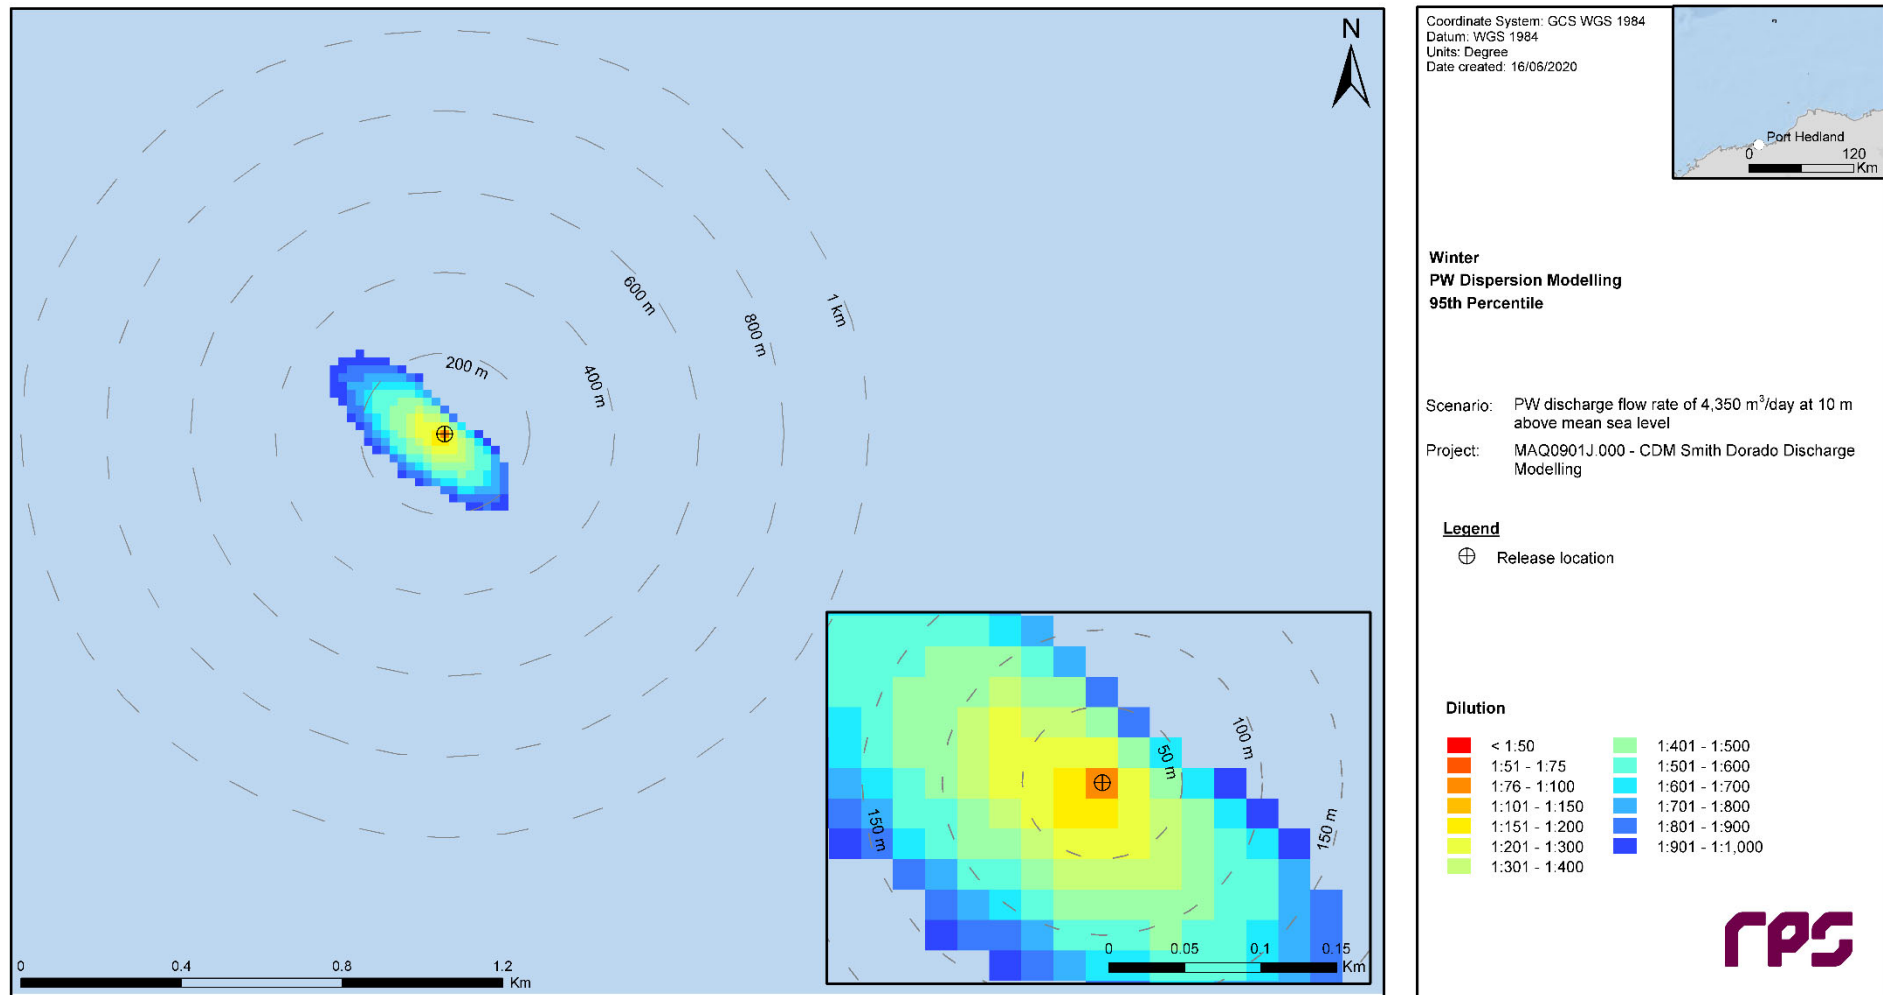 N
200 m
400 m
600 m
800 m
1 km
0 0.4 0.8 1.2
Km
50 m
100 m
150 m
150 m
0 0.05 0.1 0.15
Km
Coordinate System: GCS WGS 1984
Datum: WGS 1984
Units: Degree
Date created: 16/06/2020
Port Hedland
0 120
Km
Winter
PW Dispersion Modelling
95th Percentile
Scenario: PW discharge flow rate of 4,350 m³/day at 10 m
above mean sea level
Project: MAQ0901J.000 - CDM Smith Dorado Discharge
Modelling
Legend
Release location
Dilution
< 1:50
1:51 - 1:75
1:76 - 1:100
1:101 - 1:150
1:151 - 1:200
1:201 - 1:300
1:301 - 1:400
1:401 - 1:500
1:501 - 1:600
1:601 - 1:700
1:701 - 1:800
1:801 - 1:900
1:901 - 1:1,000
rps